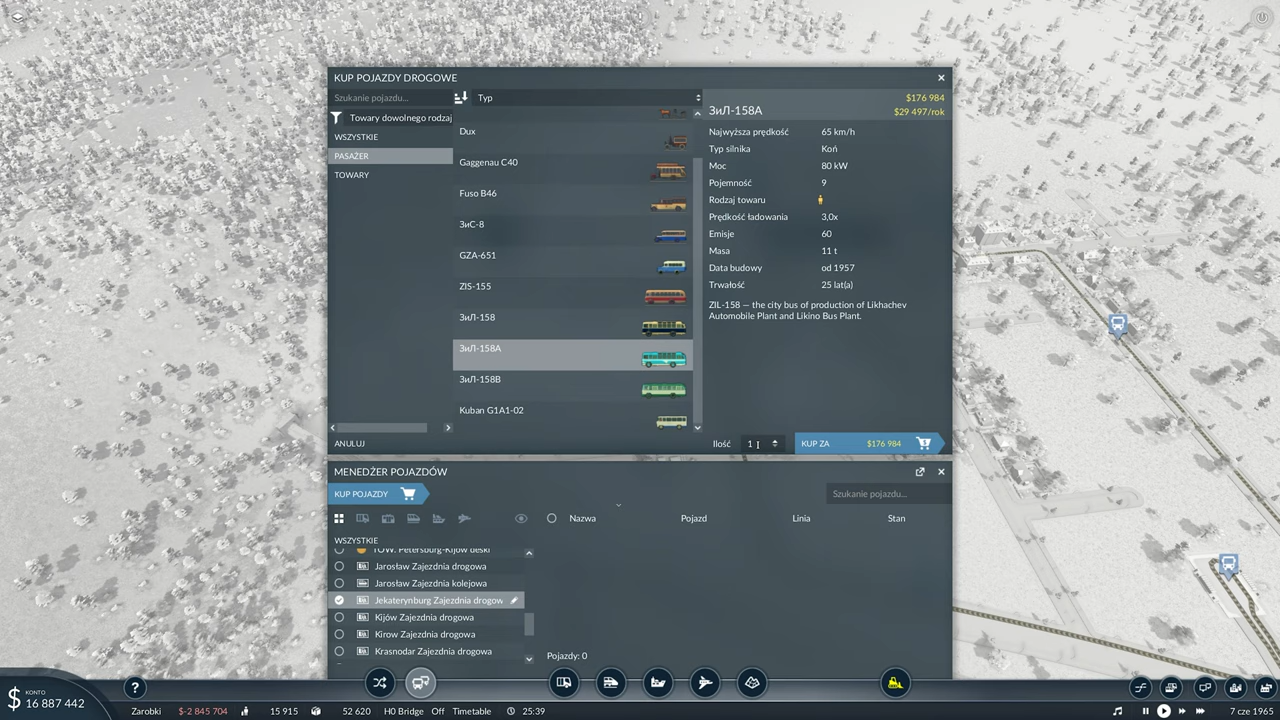 KUP POJAZDY DROGOWE
Szukanie pojazdu...
Typ
Towary dowolnego rodzaj
WSZYSTKIE
PASAŻER
TOWARY
Dux
Gaggenau C40
Fuso B46
ЗиС-8
GZA-651
ZIS-155
ЗиЛ-158
ЗиЛ-158А
ЗиЛ-158В
Kuban G1A1-02
ANULUJ
ЗиЛ-158А
$176 984
$29 497/rok
Najwyższa prędkość 65 km/h
Typ silnika Koń
Moc 80 kW
Pojemność 9
Rodzaj towaru
Prędkość ładowania 3,0x
Emisje 60
Masa 11 t
Data budowy od 1957
Trwałość 25 lat(a)
ZIL-158 — the city bus of production of Likhachev
Automobile Plant and Likino Bus Plant.
Ilość 1
KUP ZA $176 984
MENEDŻER POJAZDÓW
KUP POJAZDY
Szukanie pojazdu...
Nazwa Pojazd Linia Stan
WSZYSTKIE
TOW. Petersburg-Kijów deski
Jarosław Zajezdnia drogowa
Jarosław Zajezdnia kolejowa
Jekaterynburg Zajezdnia drogow
Kijów Zajezdnia drogowa
Kirow Zajezdnia drogowa
Krasnodar Zajezdnia drogowa
Pojazdy: 0
$ KONTO
16 887 442
?
Zarobki $-2 845 704 15 915 52 620 H0 Bridge Off Timetable 25:39
7 cze 1965